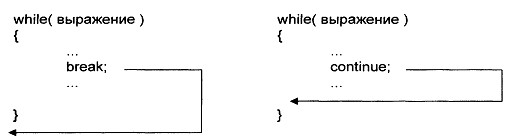 while( выражение )
{
...
break;
...
}
while( выражение )
{
...
continue;
...
}